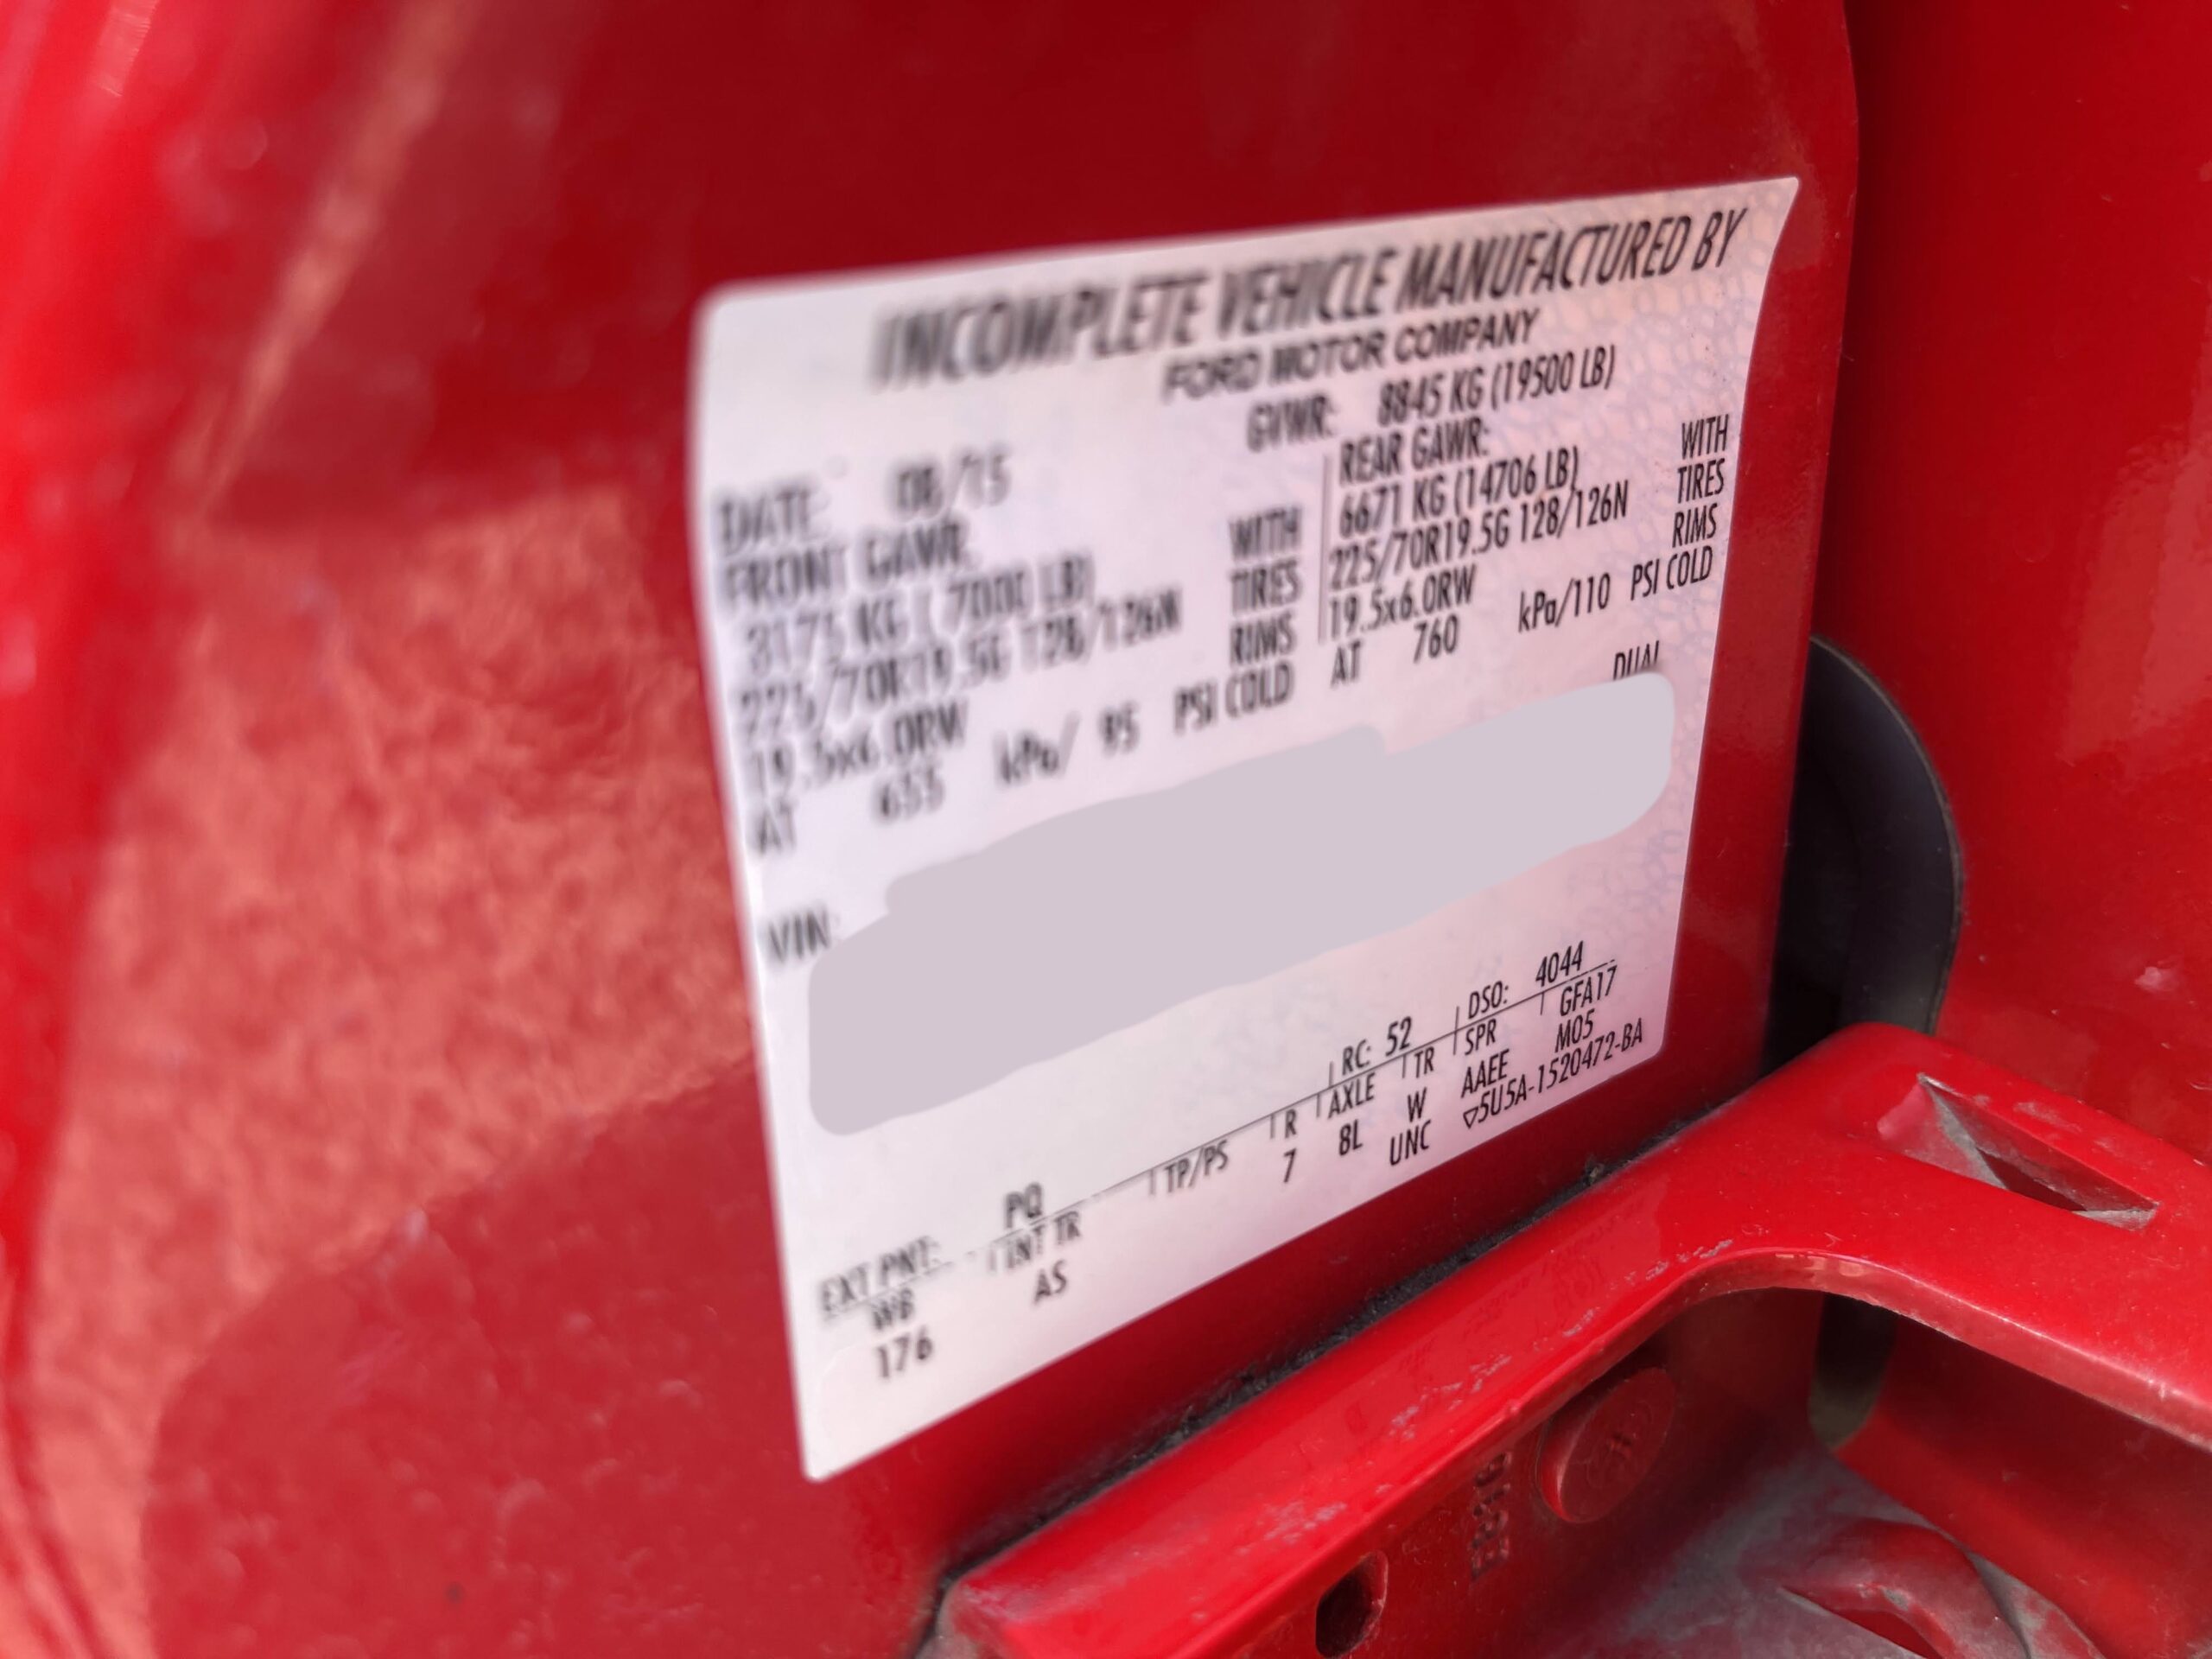 INCOMPLETE VEHICLE MANUFACTURED BY
FORD MOTOR COMPANY
GVWR: 8845 KG (19500 LB)
DATE: 08/15
FRONT GAWR:
3175 KG ( 7000 LB) WITH
225/70R19.5G 128/126N TIRES
19.5x6.0RW RIMS
AT 655 kPa/ 95 PSI COLD
REAR GAWR:
6671 KG (14706 LB) WITH
225/70R19.5G 128/126N TIRES
19.5x6.0RW RIMS
AT 760 kPa/110 PSI COLD
DUAL
VIN:
EXT PNT: PQ RC: 52 DSO: 4044
WB INT TR TP/PS R AXLE TR SPR GFA17
176 AS 7 8L W AAEE M05
UNC ▽5U5A-1520472-BA